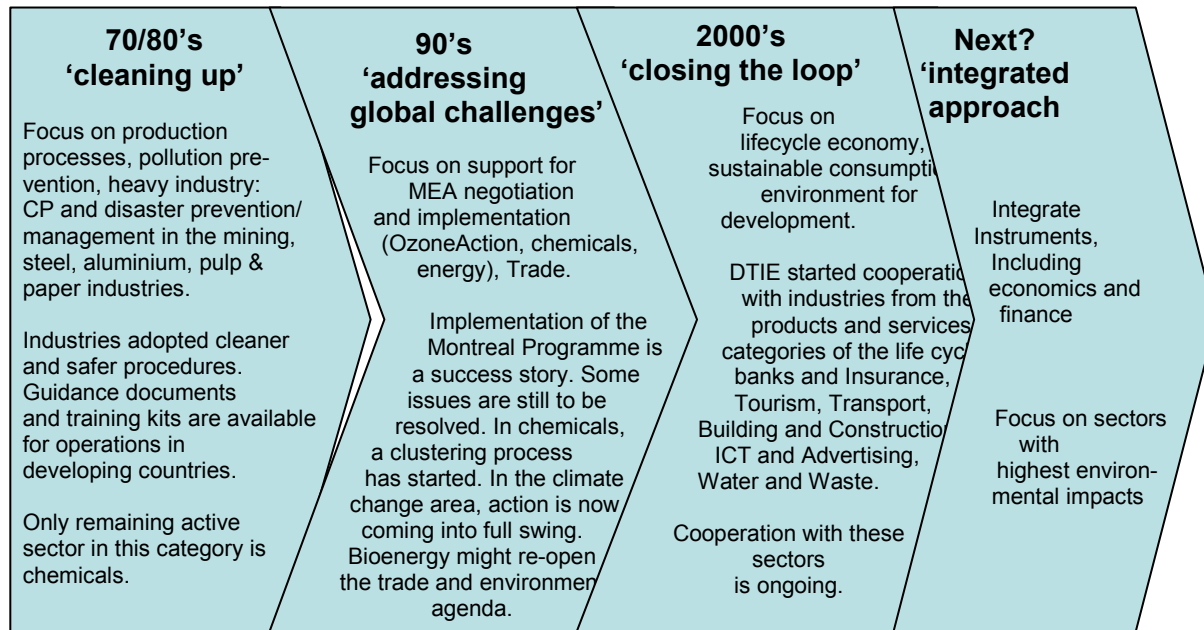 70/80's
'cleaning up'
Focus on production
processes, pollution pre-
vention, heavy industry:
CP and disaster prevention/
management in the mining,
steel, aluminium, pulp &
paper industries.
Industries adopted cleaner
and safer procedures.
Guidance documents
and training kits are available
for operations in
developing countries.
Only remaining active
sector in this category is
chemicals.
90's
'addressing
global challenges'
Focus on support for
MEA negotiation
and implementation
(OzoneAction, chemicals,
energy), Trade.
Implementation of the
Montreal Programme is
a success story. Some
issues are still to be
resolved. In chemicals,
a clustering process
has started. In the climate
change area, action is now
coming into full swing.
Bioenergy might re-open
the trade and environmen
agenda.
2000's
'closing the loop'
Focus on
lifecycle economy,
sustainable consumptio
environment for
development.
DTIE started cooperatio
with industries from the
products and services
categories of the life cyc
banks and Insurance,
Tourism, Transport,
Building and Constructio
ICT and Advertising,
Water and Waste.
Cooperation with these
sectors
is ongoing.
Next?
'integrated
approach
Integrate
Instruments,
Including
economics and
finance
Focus on sectors
with
highest environ-
mental impacts